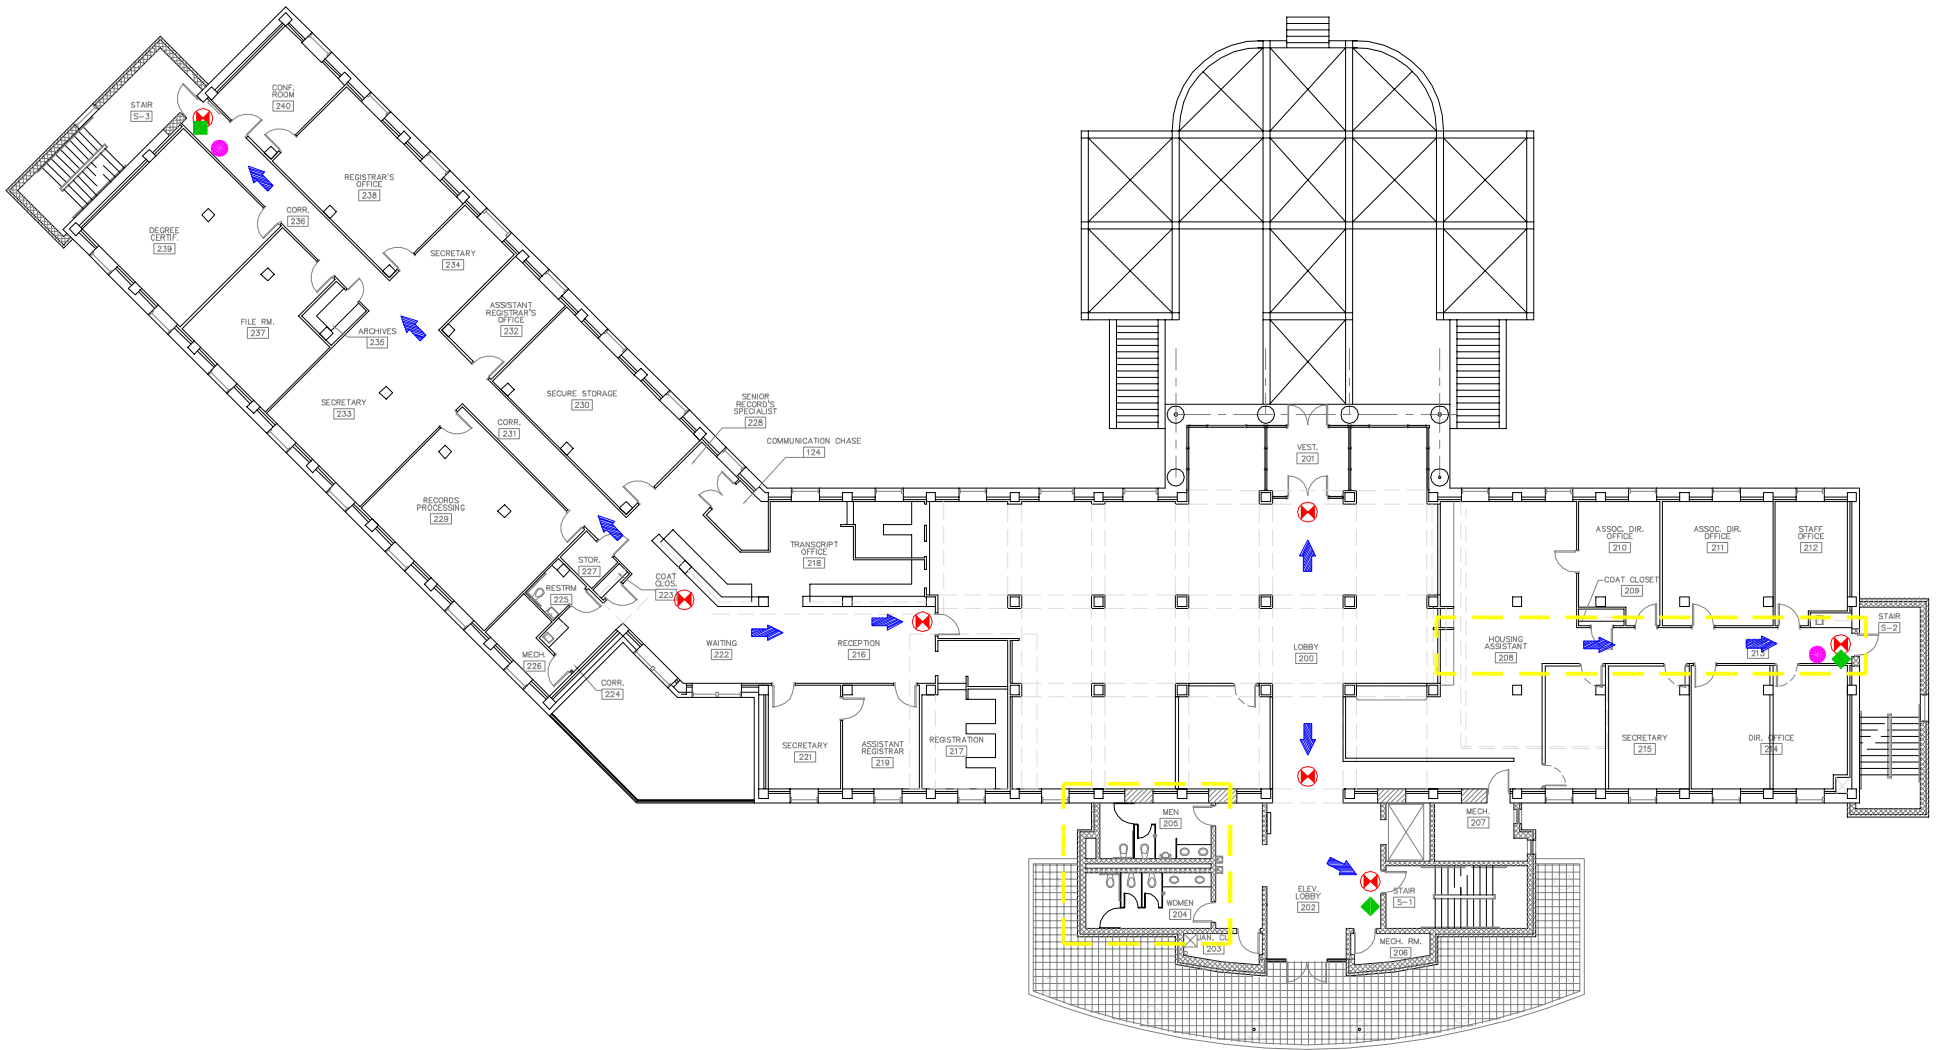 STAIR
S-3
CONF.
ROOM
240
REGISTRAR'S
OFFICE
238
CORR.
236
DEGREE
CERTIF.
239
SECRETARY
234
ASSISTANT
REGISTRAR'S
OFFICE
232
FILE RM.
237
ARCHIVES
235
SECRETARY
233
SECURE STORAGE
230
CORR.
231
SENIOR
RECORD'S
SPECIALIST
228
COMMUNICATION CHASE
124
RECORDS
PROCESSING
229
VEST.
201
TRANSCRIPT
OFFICE
218
STOR.
227
RESTRM
225
COAT
CLOS.
223
MECH.
226
CORR.
224
WAITING
222
RECEPTION
216
SECRETARY
221
ASSISTANT
REGISTRAR
219
REGISTRATION
217
LOBBY
200
ASSOC. DIR.
OFFICE
210
ASSOC. DIR.
OFFICE
211
STAFF
OFFICE
212
COAT CLOSET
209
HOUSING
ASSISTANT
208
213
STAIR
S-2
SECRETARY
215
DIR. OFFICE
214
MEN
205
WOMEN
204
JAN. CL.
203
ELEV.
LOBBY
202
MECH.
207
STAIR
S-1
MECH. RM.
206